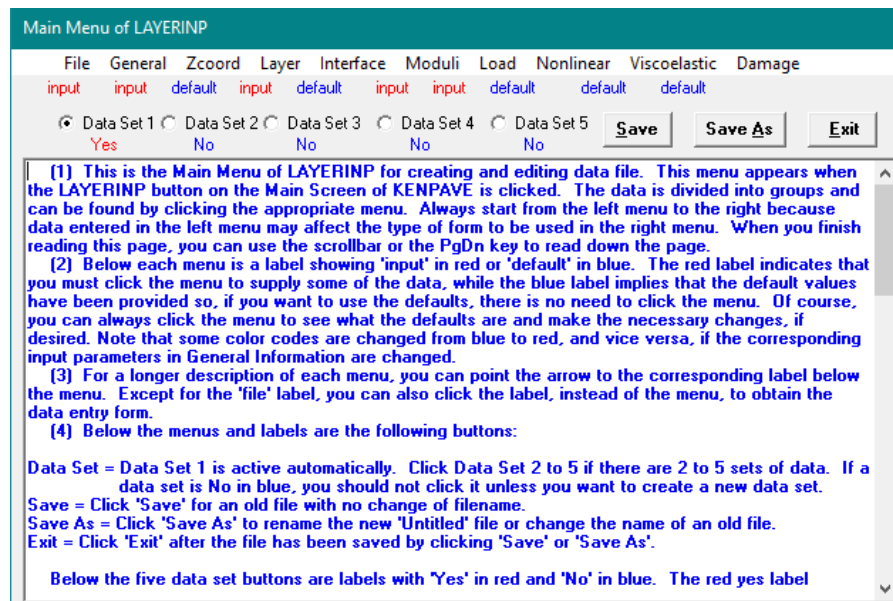 Main Menu of LAYERINP
File General Zcoord Layer Interface Moduli Load Nonlinear Viscoelastic Damage
input input default input default input input default default default
Data Set 1 Data Set 2 Data Set 3 Data Set 4 Data Set 5 Save Save As Exit
Yes No No No No
(1) This is the Main Menu of LAYERINP for creating and editing data file. This menu appears when
the LAYERINP button on the Main Screen of KENPAVE is clicked. The data is divided into groups and
can be found by clicking the appropriate menu. Always start from the left menu to the right because
data entered in the left menu may affect the type of form to be used in the right menu. When you finish
reading this page, you can use the scrollbar or the PgDn key to read down the page.
(2) Below each menu is a label showing 'input' in red or 'default' in blue. The red label indicates that
you must click the menu to supply some of the data, while the blue label implies that the default values
have been provided so, if you want to use the defaults, there is no need to click the menu. Of course,
you can always click the menu to see what the defaults are and make the necessary changes, if
desired. Note that some color codes are changed from blue to red, and vice versa, if the corresponding
input parameters in General Information are changed.
(3) For a longer description of each menu, you can point the arrow to the corresponding label below
the menu. Except for the 'file' label, you can also click the label, instead of the menu, to obtain the
data entry form.
(4) Below the menus and labels are the following buttons:
Data Set = Data Set 1 is active automatically. Click Data Set 2 to 5 if there are 2 to 5 sets of data. If a
data set is No in blue, you should not click it unless you want to create a new data set.
Save = Click 'Save' for an old file with no change of filename.
Save As = Click 'Save As' to rename the new 'Untitled' file or change the name of an old file.
Exit = Click 'Exit' after the file has been saved by clicking 'Save' or 'Save As'.
Below the five data set buttons are labels with 'Yes' in red and 'No' in blue. The red yes label